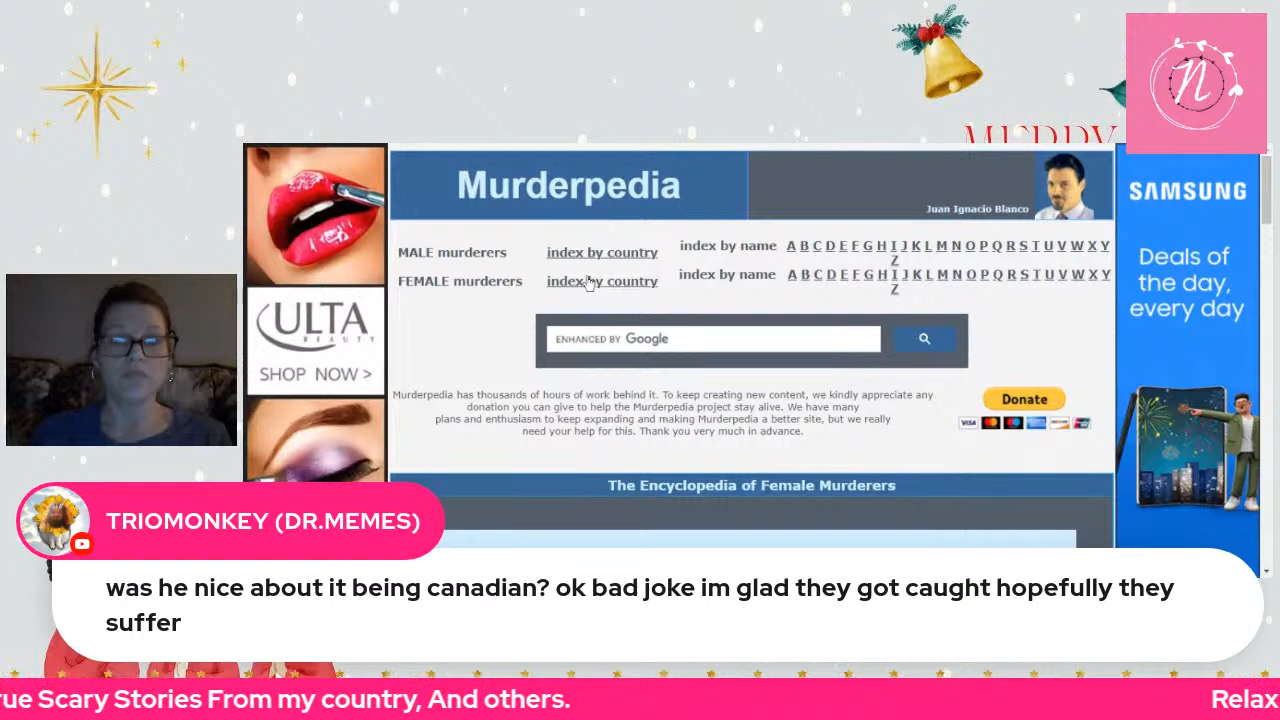 n
MERRY
Murderpedia
Juan Ignacio Blanco
MALE murderers index by country index by name A B C D E F G H I J K L M N O P Q R S T U V W X Y
Z
FEMALE murderers index by country index by name A B C D E F G H I J K L M N O P Q R S T U V W X Y
Z
ENHANCED BY Google
Murderpedia has thousands of hours of work behind it. To keep creating new content, we kindly appreciate any
donation you can give to help the Murderpedia project stay alive. We have many
plans and enthusiasm to keep expanding and making Murderpedia a better site, but we really
need your help for this. Thank you very much in advance.
Donate
VISA
The Encyclopedia of Female Murderers
ULTA
BEAUTY
SHOP NOW >
SAMSUNG
Deals of
the day,
every day
TRIOMONKEY (DR.MEMES)
was he nice about it being canadian? ok bad joke im glad they got caught hopefully they
suffer
rue Scary Stories From my country, And others. Relax